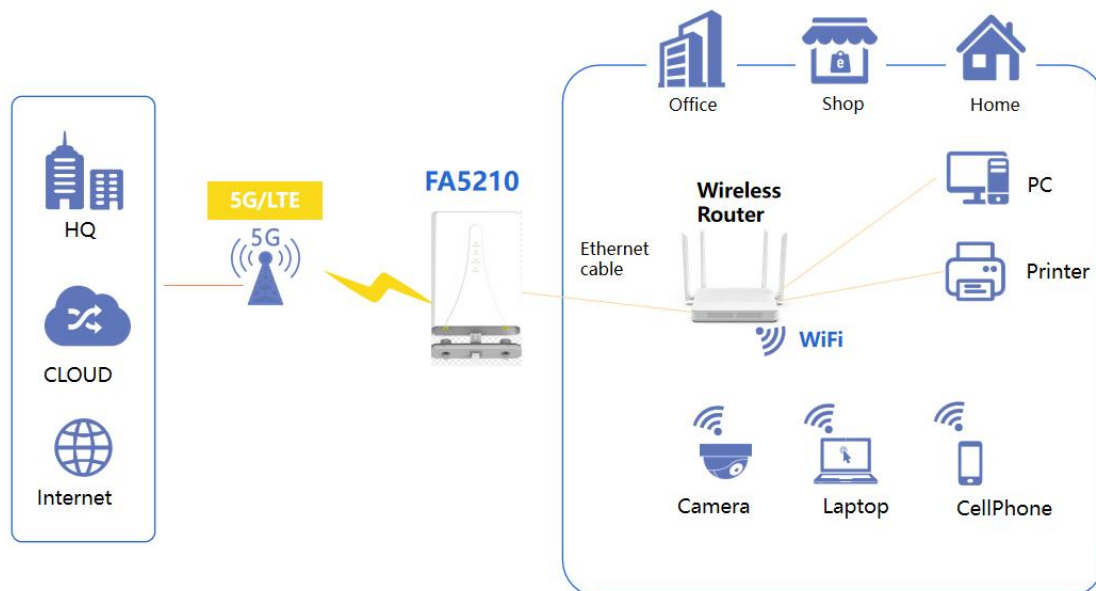 Office
Shop
Home
e
HQ
CLOUD
Internet
5G/LTE
5G
FA5210
Ethernet
cable
Wireless
Router
WiFi
PC
Printer
Camera
Laptop
CellPhone